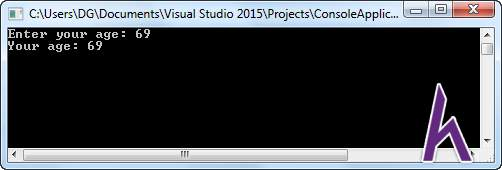 C:\Users\DG\Documents\Visual Studio 2015\Projects\ConsoleApplic...
Enter your age: 69
Your age: 69